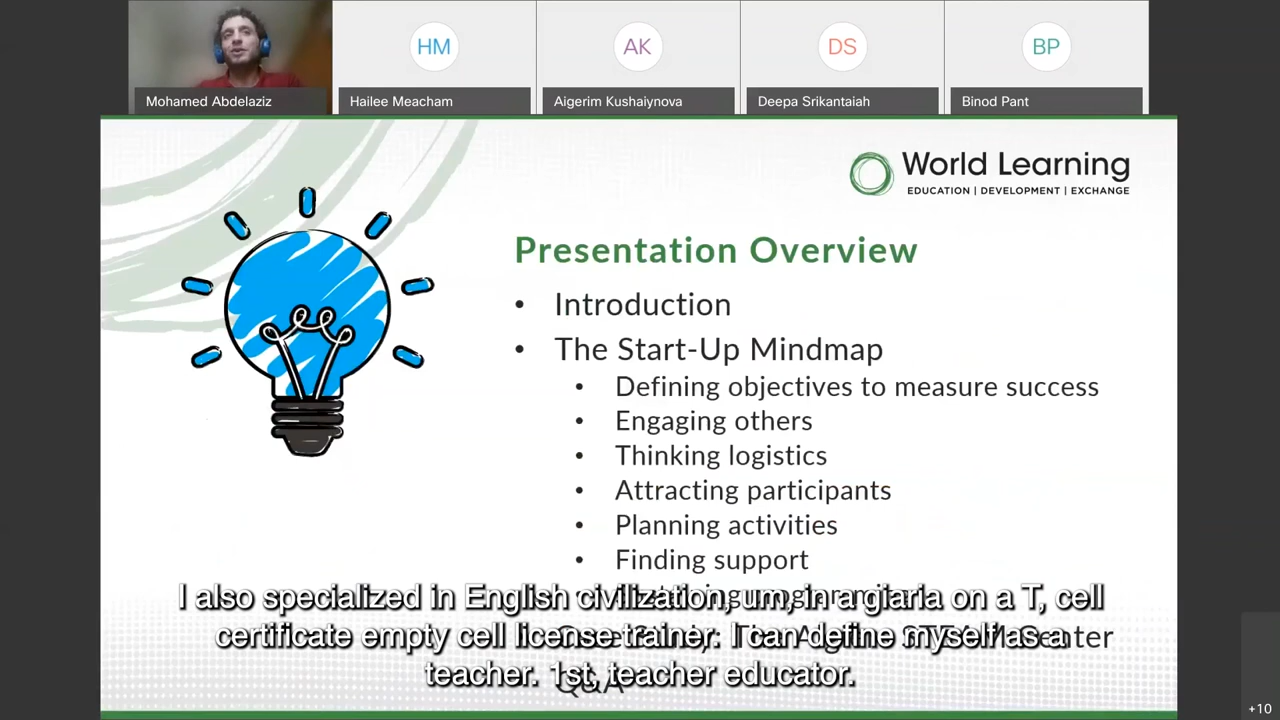 HM
AK
DS
BP
Mohamed Abdelaziz
Hailee Meacham
Aigerim Kushaiynova
Deepa Srikantaiah
Binod Pant
World Learning
EDUCATION | DEVELOPMENT | EXCHANGE
Presentation Overview
• Introduction
• The Start-Up Mindmap
• Defining objectives to measure success
• Engaging others
• Thinking logistics
• Attracting participants
• Planning activities
• Finding support
I also specialized in English civilization, um, in a giaria on a T, cell
certificate empty cell license trainer. I can define myself as a
teacher. 1st, teacher educator.
Center
Q&A
+10